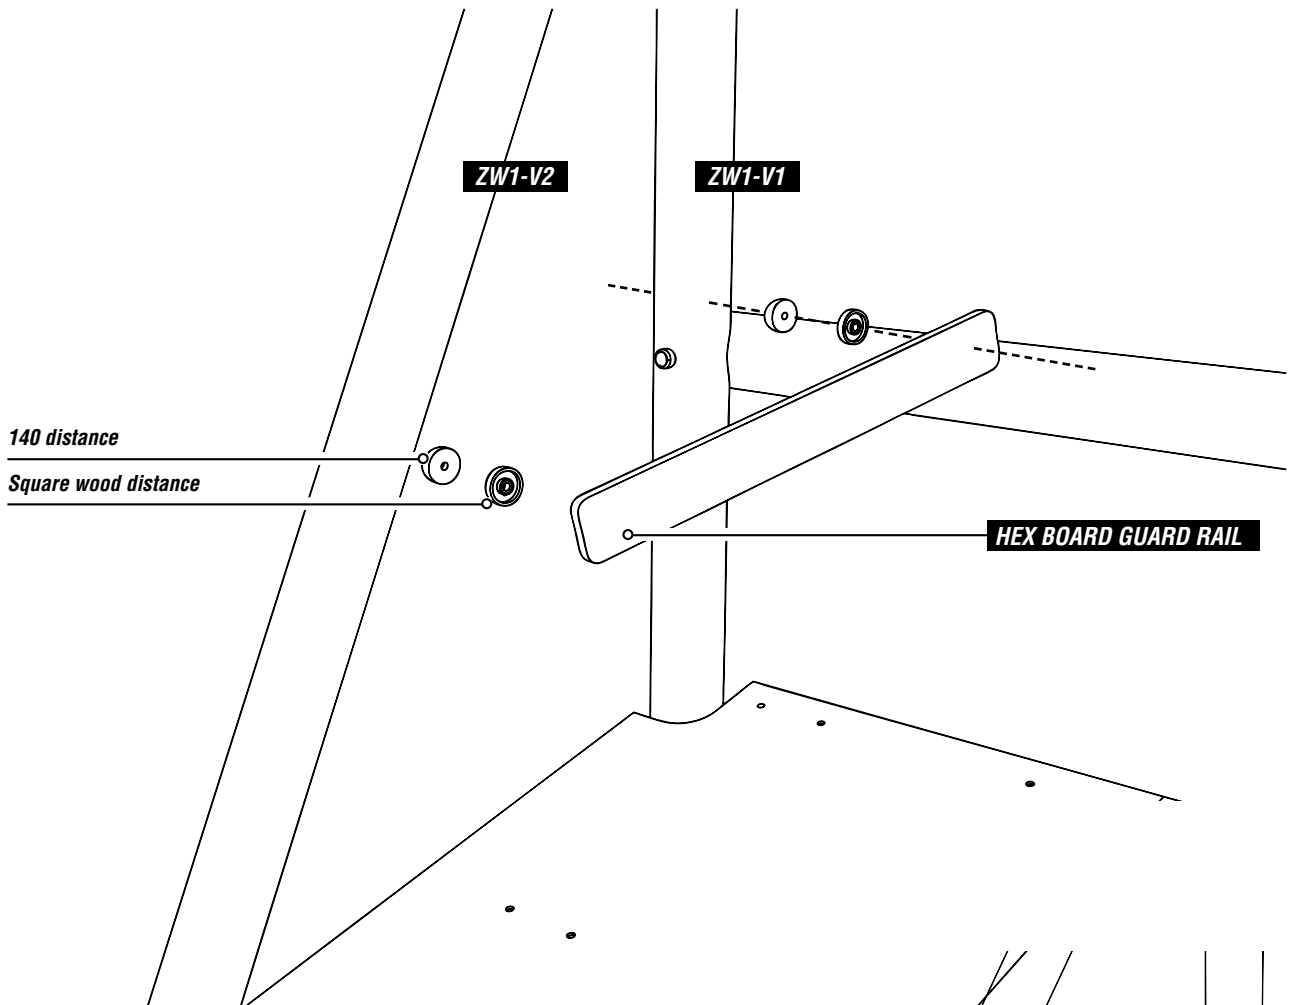 ZW1-V2
ZW1-V1
140 distance
Square wood distance
HEX BOARD GUARD RAIL